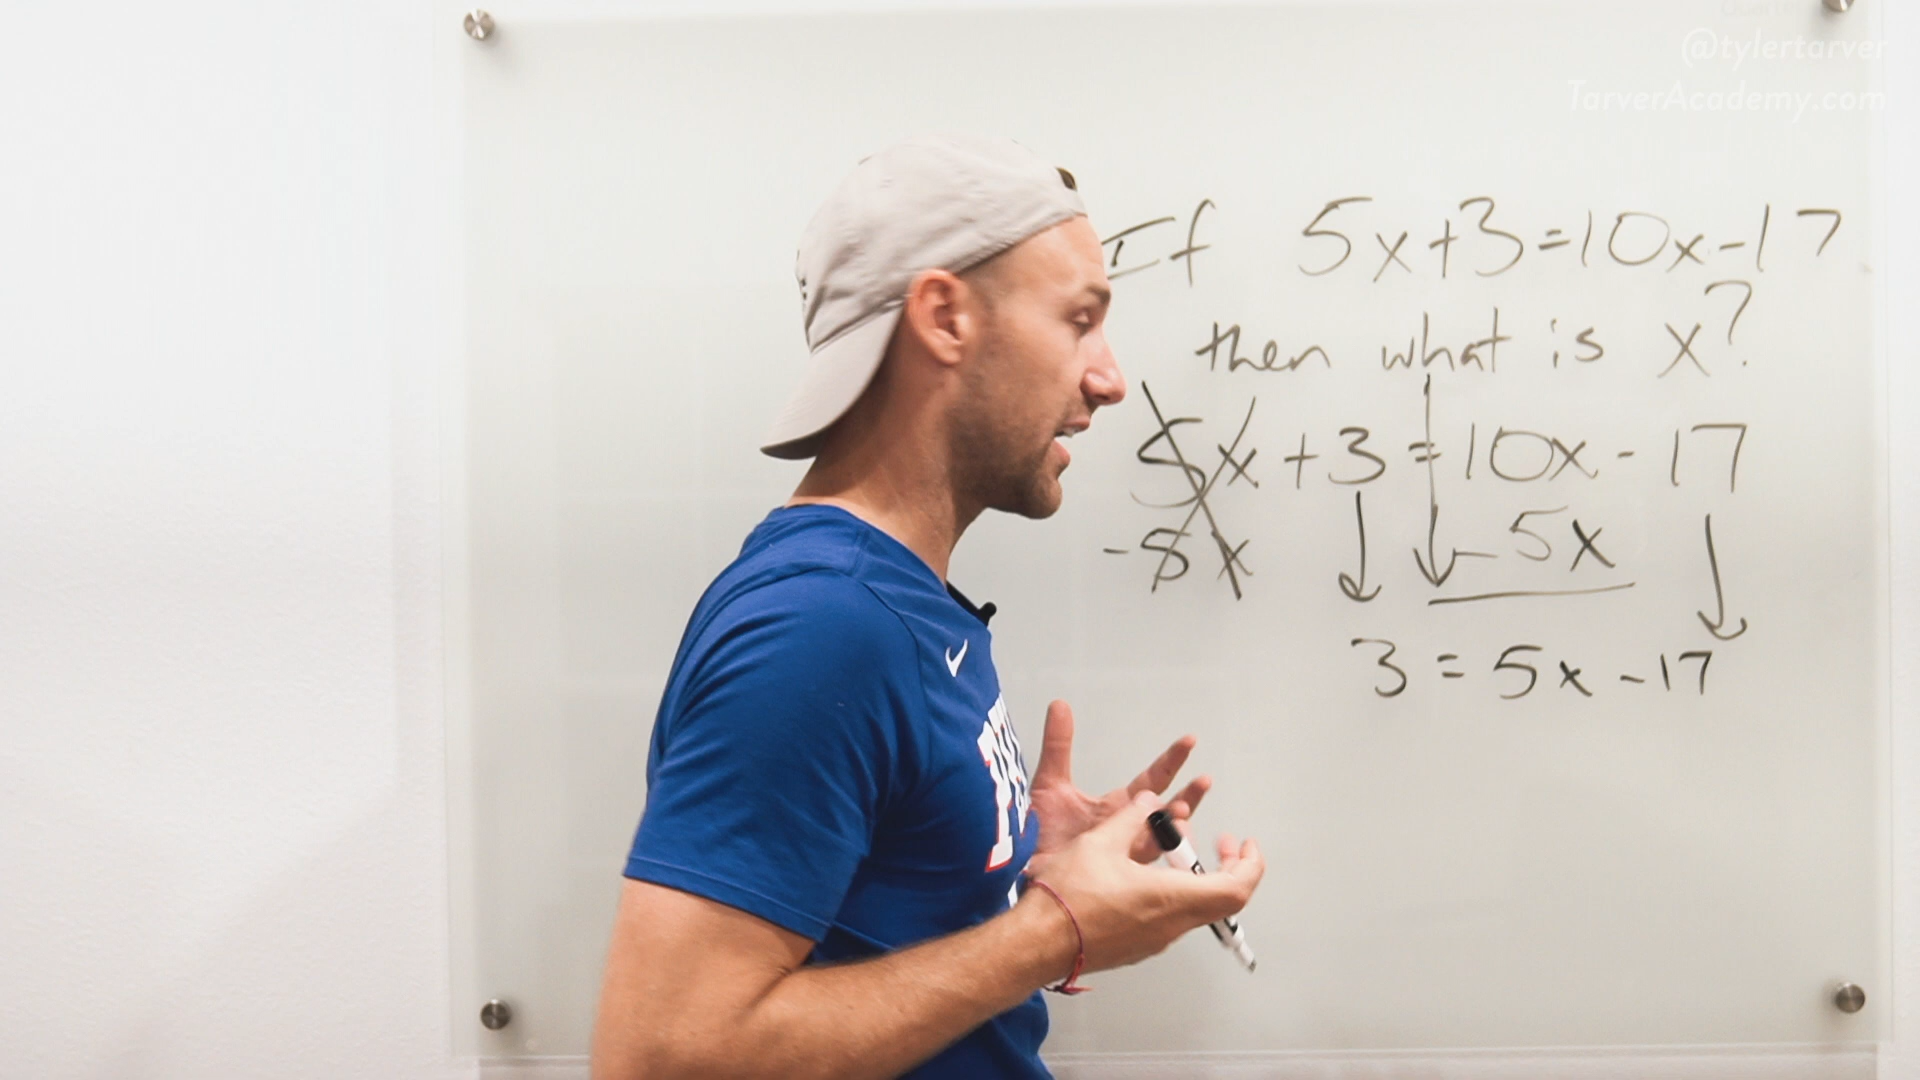 @tylertarver
TarverAcademy.com
If 5x+3=10x-17
then what is x?
5x+3=10x-17
-5x -5x
3=5x-17